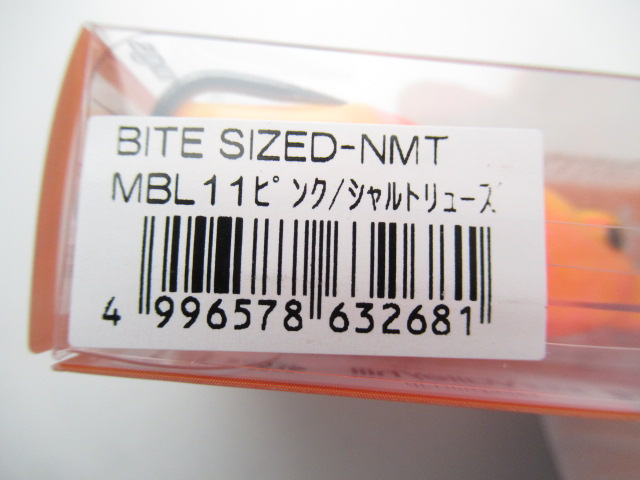 BITE SIZED-NMT
MBL11ﾋﾟﾝｸ/ｼｬﾙﾄﾘｭｰｽﾞ
4 996578 632681